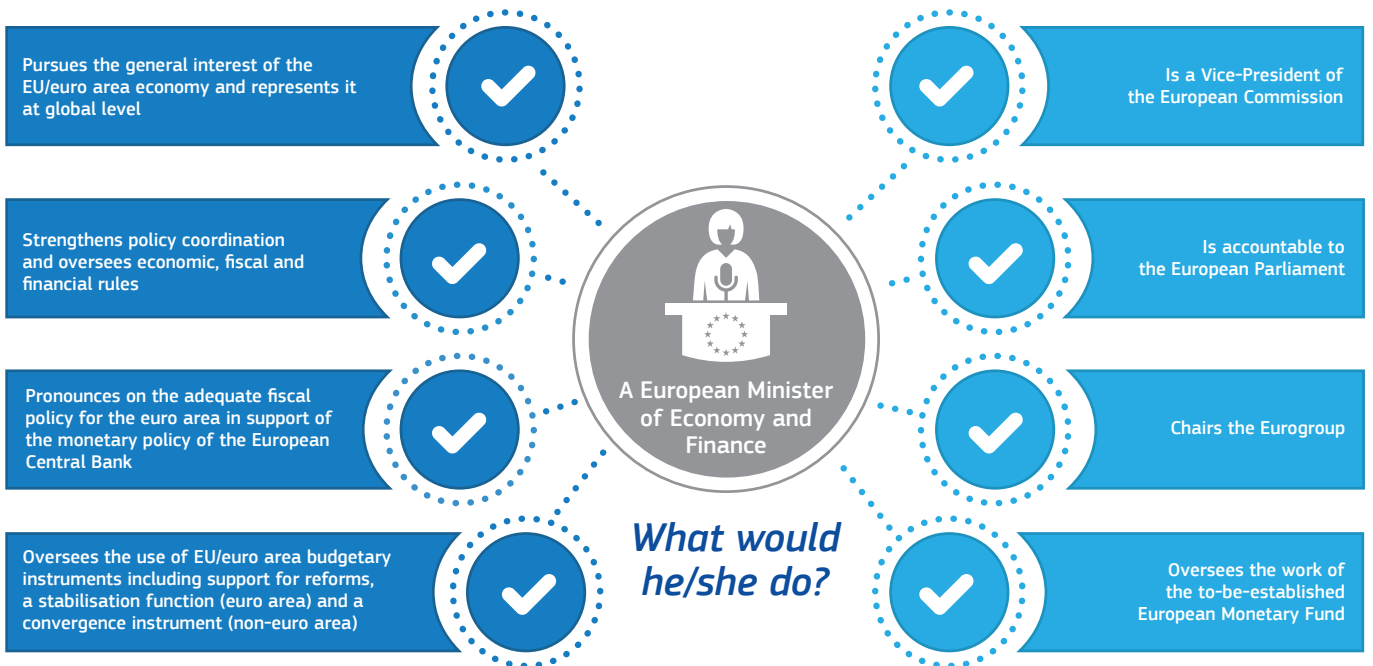 Pursues the general interest of the
EU/euro area economy and represents it
at global level
Strengthens policy coordination
and oversees economic, fiscal and
financial rules
Pronounces on the adequate fiscal
policy for the euro area in support of
the monetary policy of the European
Central Bank
Oversees the use of EU/euro area budgetary
instruments including support for reforms,
a stabilisation function (euro area) and a
convergence instrument (non-euro area)
A European Minister
of Economy and
Finance
What would
he/she do?
Is a Vice-President of
the European Commission
Is accountable to
the European Parliament
Chairs the Eurogroup
Oversees the work of
the to-be-established
European Monetary Fund